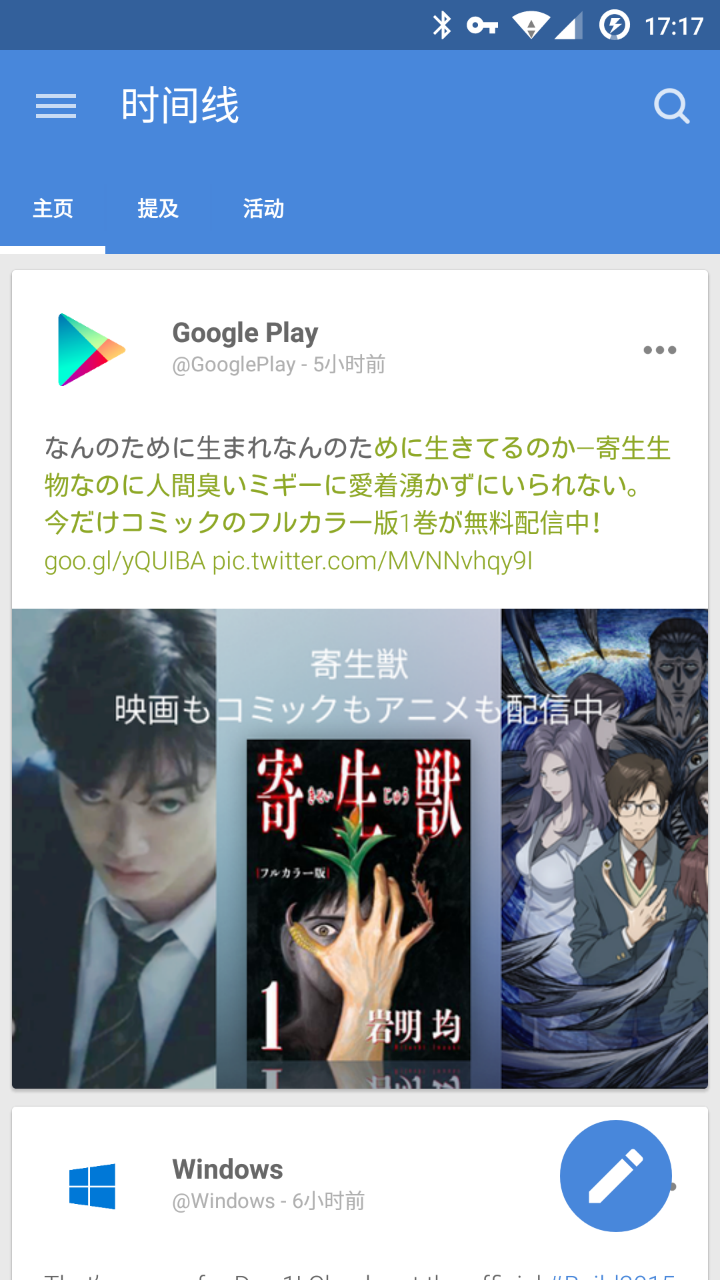 17:17
时间线
主页
提及
活动
Google Play
@GooglePlay - 5小时前
なんのために生まれなんのために生きてるのか—寄生生
物なのに人間臭いミギーに愛着湧かずにいられない。
今だけコミックのフルカラー版1巻が無料配信中！
goo.gl/yQUIBA pic.twitter.com/MVNNvhqy9I
寄生獣
映画もコミックもアニメも配信中
寄生獣
きせい じゅう
[フルカラー版]
1
岩明 均
Windows
@Windows - 6小时前